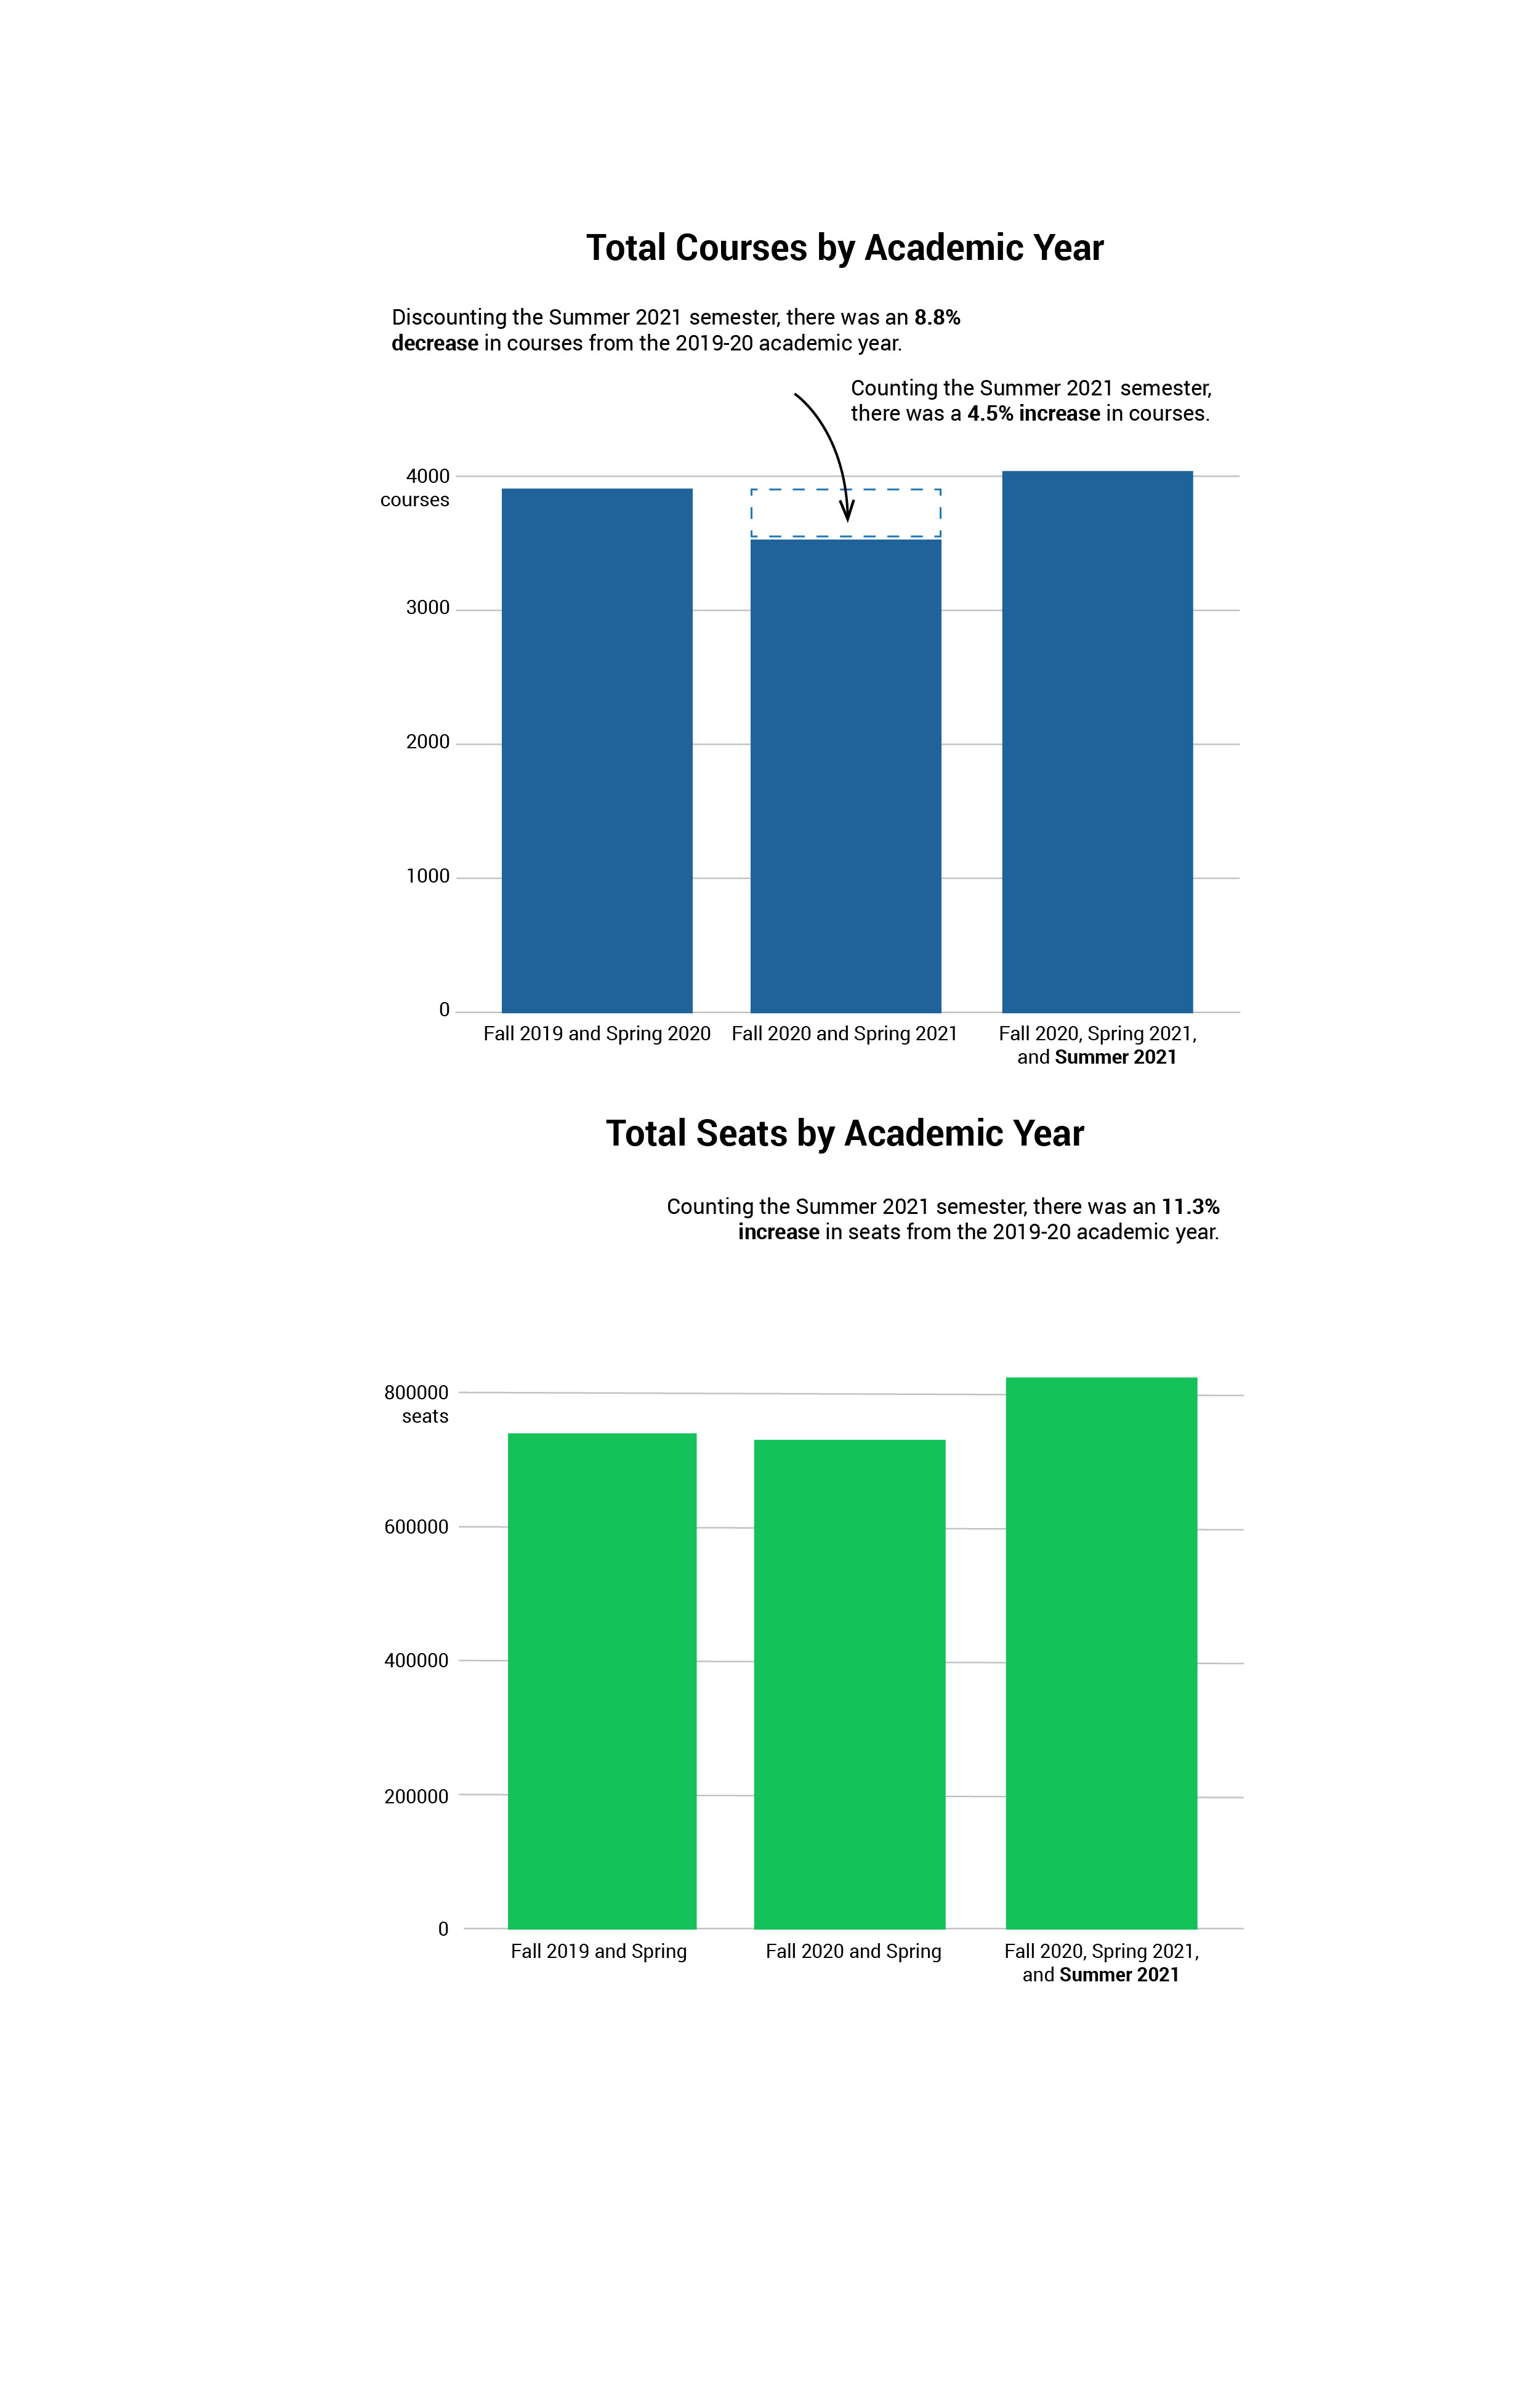 Total Courses by Academic Year
Discounting the Summer 2021 semester, there was an 8.8%
decrease in courses from the 2019-20 academic year.
Counting the Summer 2021 semester,
there was a 4.5% increase in courses.
4000
courses
3000
2000
1000
0
Fall 2019 and Spring 2020
Fall 2020 and Spring 2021
Fall 2020, Spring 2021,
and Summer 2021
Total Seats by Academic Year
Counting the Summer 2021 semester, there was an 11.3%
increase in seats from the 2019-20 academic year.
800000
seats
600000
400000
200000
0
Fall 2019 and Spring
Fall 2020 and Spring
Fall 2020, Spring 2021,
and Summer 2021